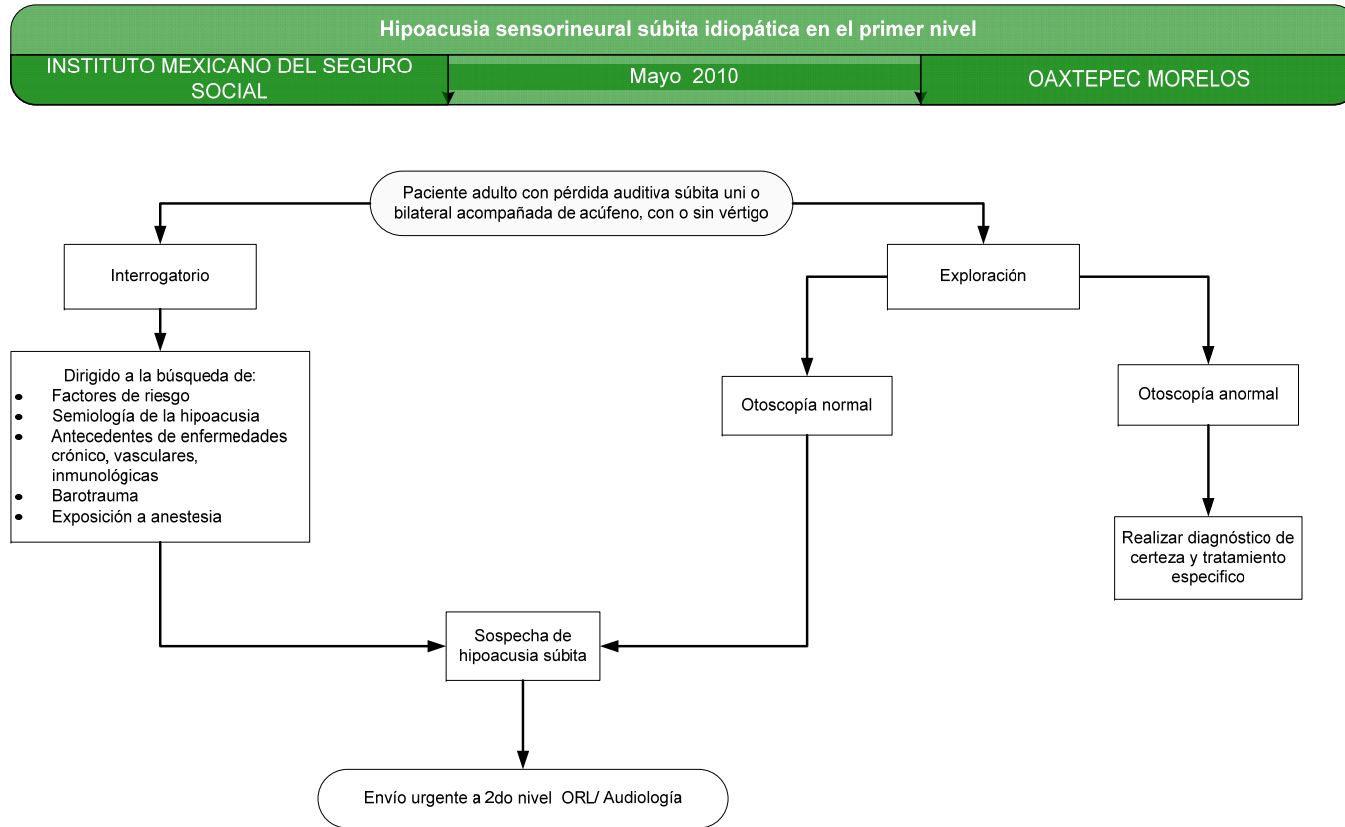 Hipoacusia sensorineural súbita idiopática en el primer nivel
INSTITUTO MEXICANO DEL SEGURO
SOCIAL
Mayo 2010
OAXTEPEC MORELOS
Paciente adulto con pérdida auditiva súbita uni o
bilateral acompañada de acúfeno, con o sin vértigo
Interrogatorio
Exploración
Dirigido a la búsqueda de:
• Factores de riesgo
• Semiología de la hipoacusia
• Antecedentes de enfermedades
crónico, vasculares,
inmunológicas
• Barotrauma
• Exposición a anestesia
Otoscopía normal
Otoscopía anormal
Realizar diagnóstico de
certeza y tratamiento
especifico
Sospecha de
hipoacusia súbita
Envío urgente a 2do nivel ORL/ Audiología